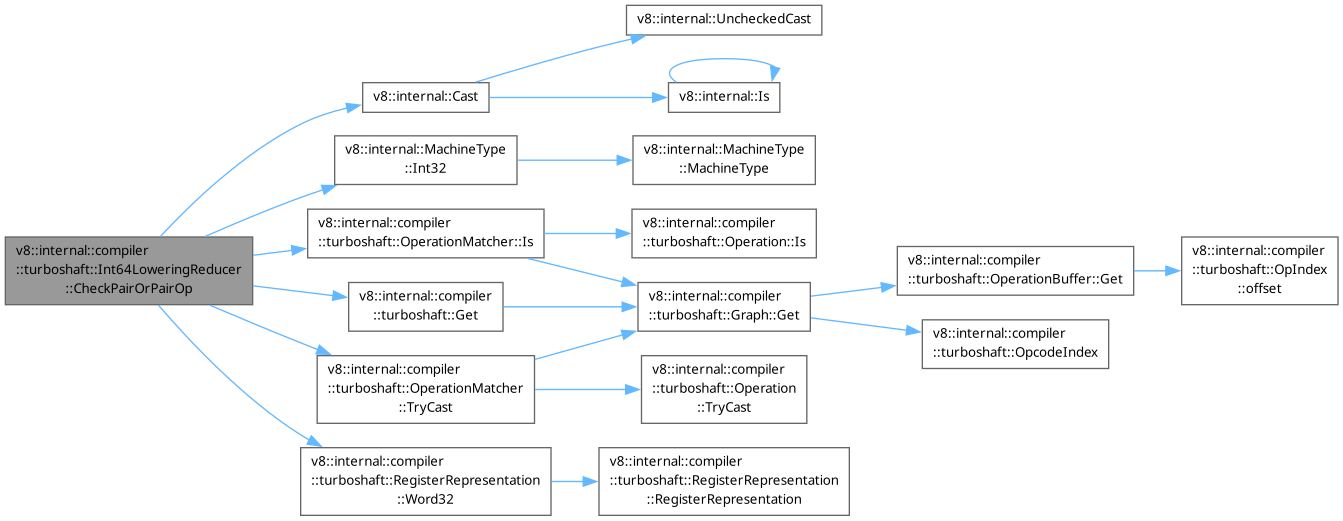 v8::internal::UncheckedCast
v8::internal::Cast
v8::internal::Is
v8::internal::MachineType
::Int32
v8::internal::MachineType
::MachineType
v8::internal::compiler
::turboshaft::OperationMatcher::Is
v8::internal::compiler
::turboshaft::Operation::Is
v8::internal::compiler
::turboshaft::Int64LoweringReducer
::CheckPairOrPairOp
v8::internal::compiler
::turboshaft::OperationBuffer::Get
v8::internal::compiler
::turboshaft::OpIndex
::offset
v8::internal::compiler
::turboshaft::Get
v8::internal::compiler
::turboshaft::Graph::Get
v8::internal::compiler
::turboshaft::OpcodeIndex
v8::internal::compiler
::turboshaft::OperationMatcher
::TryCast
v8::internal::compiler
::turboshaft::Operation
::TryCast
v8::internal::compiler
::turboshaft::RegisterRepresentation
::Word32
v8::internal::compiler
::turboshaft::RegisterRepresentation
::RegisterRepresentation